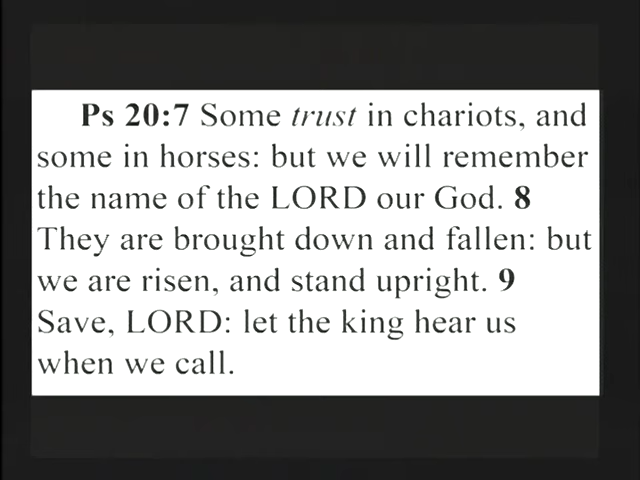 Ps 20:7 Some trust in chariots, and
some in horses: but we will remember
the name of the LORD our God. 8
They are brought down and fallen: but
we are risen, and stand upright. 9
Save, LORD: let the king hear us
when we call.